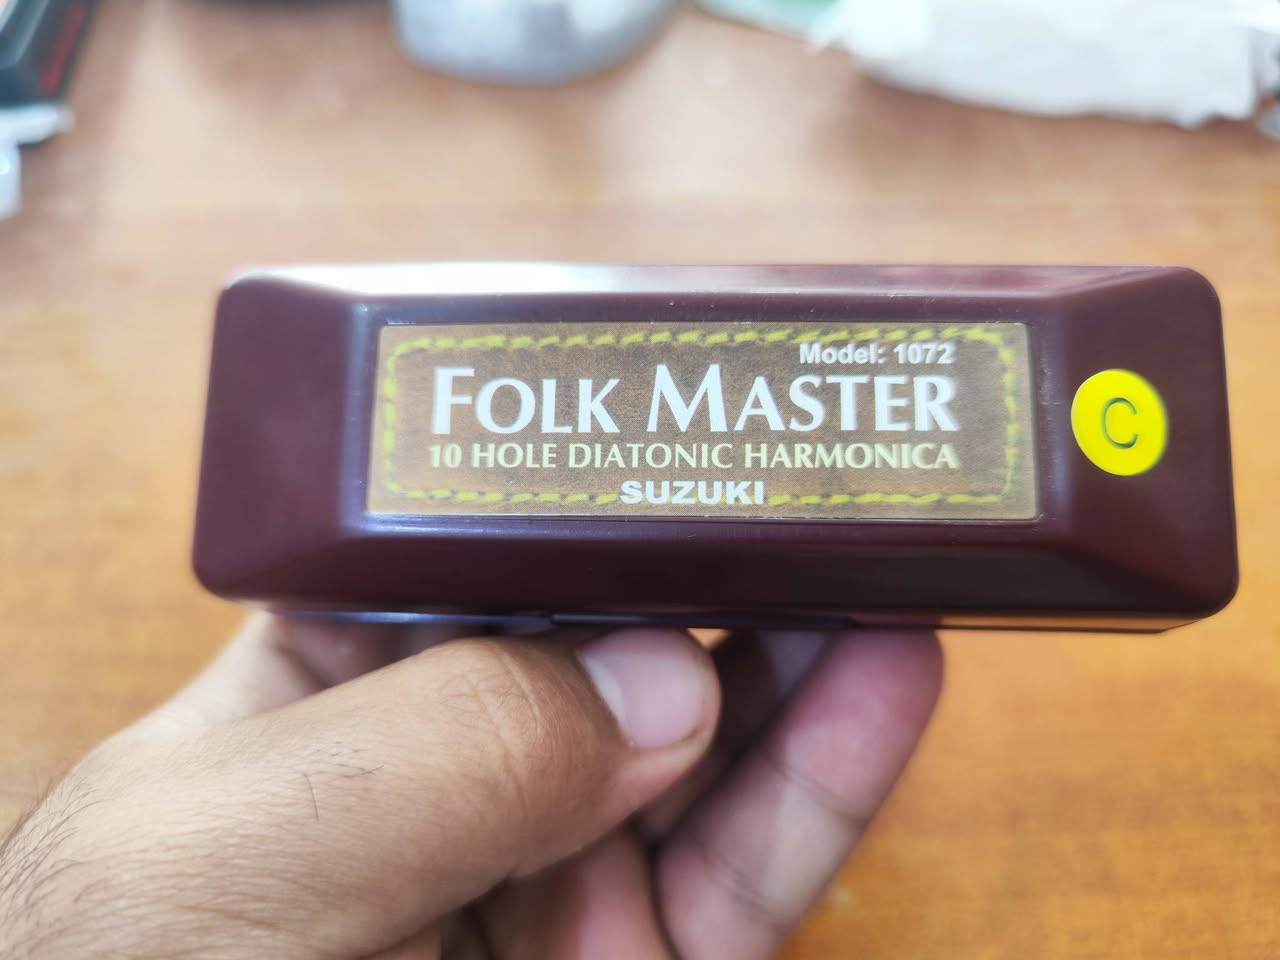 Model: 1072
FOLK MASTER
10 HOLE DIATONIC HARMONICA
SUZUKI
C